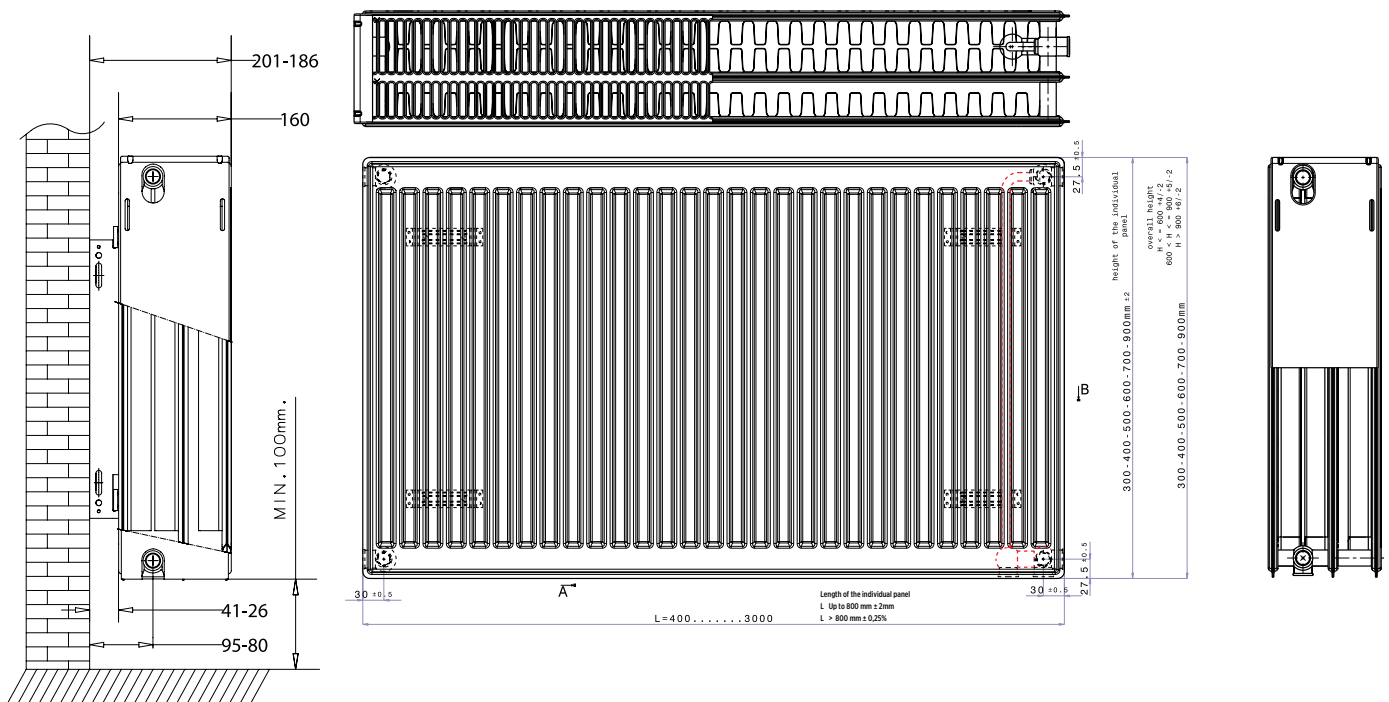 201-186
160
MIN.100mm.
41-26
95-80
27.5 ±0.5
height of the individual
panel
300-400-500-600-700-900mm ±2
overall height
H < = 600 +4/-2
600 < H < = 900 +5/-2
H > 900 +6/-2
300-400-500-600-700-900mm
B
27.5 ±0.5
A
30 ±0.5
30 ±0.5
L=400.......3000
Length of the individual panel
L Up to 800 mm ± 2mm
L > 800 mm ± 0,25%